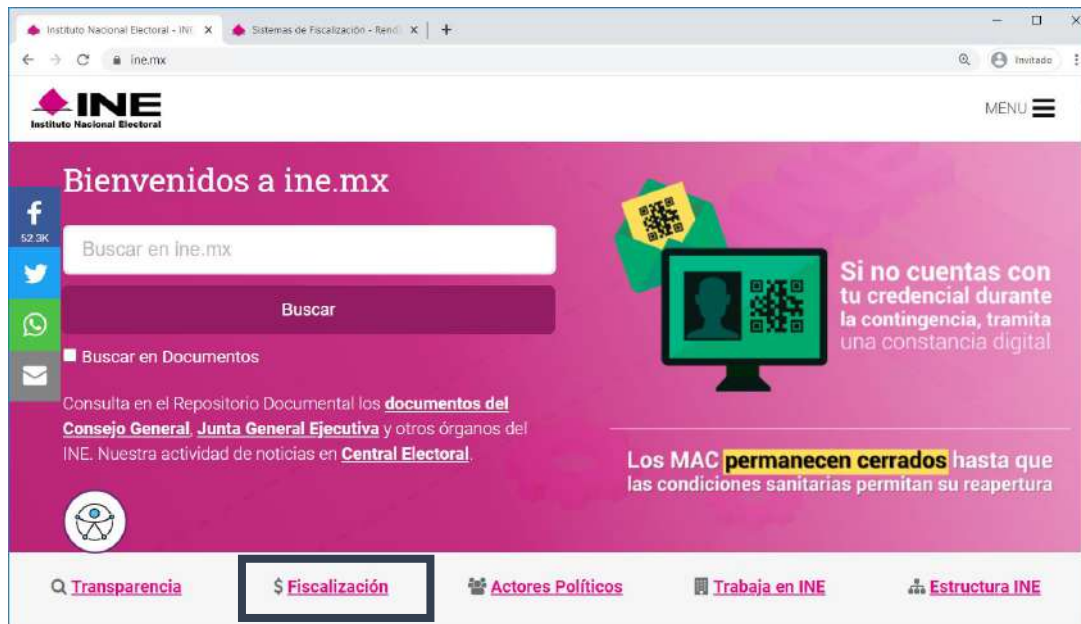 Instituto Nacional Electoral - IN
Sistemas de Fiscalización - Rendi
ine.mx
Invitado
INE
Instituto Nacional Electoral
MENU
Bienvenidos a ine.mx
52.3K
Buscar en ine.mx
Buscar
Buscar en Documentos
Consulta en el Repositorio Documental los documentos del
Consejo General, Junta General Ejecutiva y otros órganos del
INE. Nuestra actividad de noticias en Central Electoral.
Si no cuentas con
tu credencial durante
la contingencia, tramita
una constancia digital
Los MAC permanecen cerrados hasta que
las condiciones sanitarias permitan su reapertura
Transparencia
$ Fiscalización
Actores Políticos
Trabaja en INE
Estructura INE